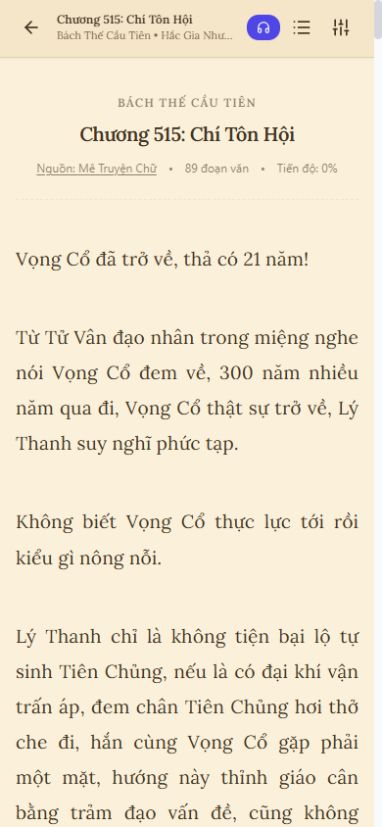 Chương 515: Chí Tôn Hội
Bách Thế Cầu Tiên • Hắc Gia Như...
BÁCH THẾ CẦU TIÊN
Chương 515: Chí Tôn Hội
Nguồn: Mê Truyện Chữ • 89 đoạn văn • Tiến độ: 0%
Vọng Cổ đã trở về, thả có 21 năm!
Từ Tử Vân đạo nhân trong miệng nghe
nói Vọng Cổ đem về, 300 năm nhiều
năm qua đi, Vọng Cổ thật sự trở về, Lý
Thanh suy nghĩ phức tạp.
Không biết Vọng Cổ thực lực tới rồi
kiểu gì nông nỗi.
Lý Thanh chỉ là không tiện bại lộ tự
sinh Tiên Chủng, nếu là có đại khí vận
trấn áp, đem chân Tiên Chủng hơi thở
che đi, hắn cùng Vọng Cổ gặp phải
một mặt, hướng này thỉnh giáo cân
bằng trảm đạo vấn đề, cũng không